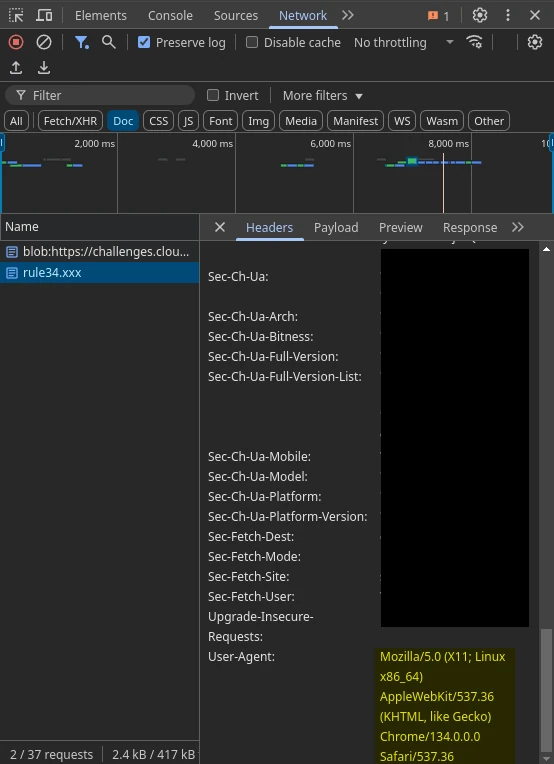 Elements Console Sources Network 1
Preserve log Disable cache No throttling
Filter Invert More filters
All Fetch/XHR Doc CSS JS Font Img Media Manifest WS Wasm Other
2,000 ms 4,000 ms 6,000 ms 8,000 ms
Name Headers Payload Preview Response
blob:https://challenges.clou...
rule34.xxx
Sec-Ch-Ua:
Sec-Ch-Ua-Arch:
Sec-Ch-Ua-Bitness:
Sec-Ch-Ua-Full-Version:
Sec-Ch-Ua-Full-Version-List:
Sec-Ch-Ua-Mobile:
Sec-Ch-Ua-Model:
Sec-Ch-Ua-Platform:
Sec-Ch-Ua-Platform-Version:
Sec-Fetch-Dest:
Sec-Fetch-Mode:
Sec-Fetch-Site:
Sec-Fetch-User:
Upgrade-Insecure-
Requests:
User-Agent: Mozilla/5.0 (X11; Linux
x86_64)
AppleWebKit/537.36
(KHTML, like Gecko)
Chrome/134.0.0.0
Safari/537.36
2 / 37 requests 2.4 kB / 417 kB